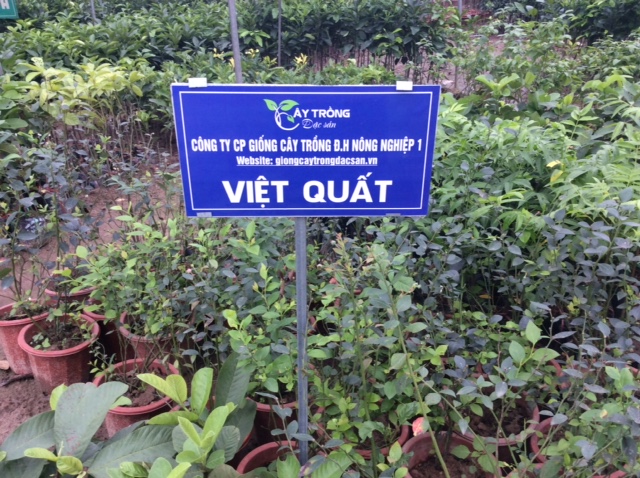 CÂY TRỒNG
Đặc sản
CÔNG TY CP GIỐNG CÂY TRỒNG Đ.H NÔNG NGHIỆP 1
Website: giongcaytrongdacsan.vn
VIỆT QUẤT